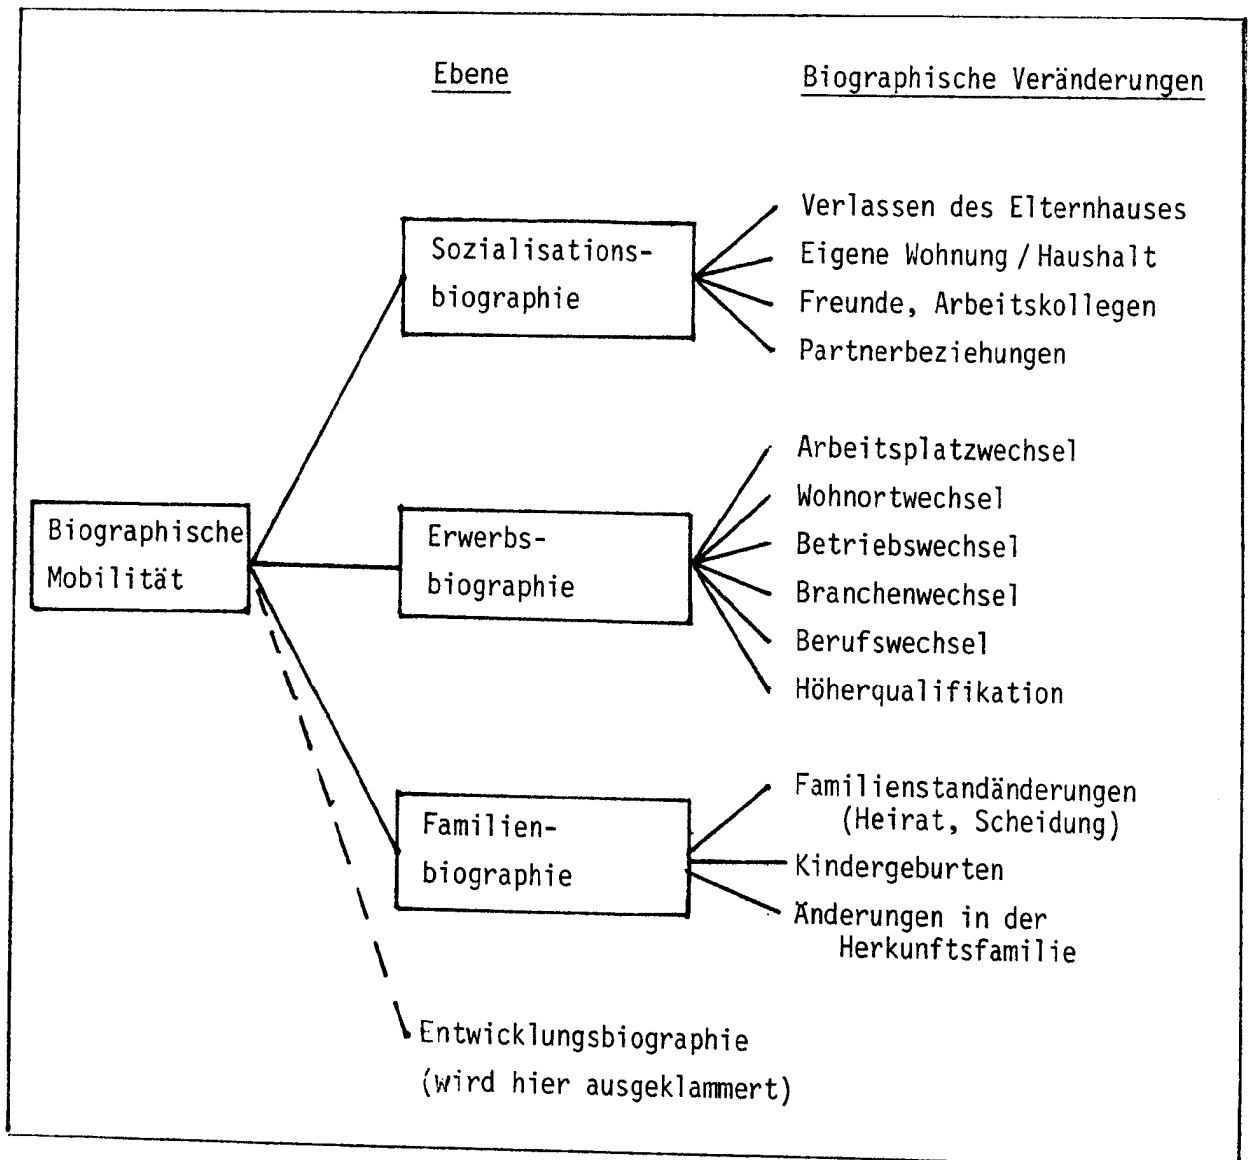 Ebene
Biographische Veränderungen
Sozialisations-
biographie
Verlassen des Elternhauses
Eigene Wohnung / Haushalt
Freunde, Arbeitskollegen
Partnerbeziehungen
Biographische
Mobilität
Erwerbs-
biographie
Arbeitsplatzwechsel
Wohnortwechsel
Betriebswechsel
Branchenwechsel
Berufswechsel
Höherqualifikation
Familien-
biographie
Familienstandänderungen
(Heirat, Scheidung)
Kindergeburten
Änderungen in der
Herkunftsfamilie
Entwicklungsbiographie
(wird hier ausgeklammert)